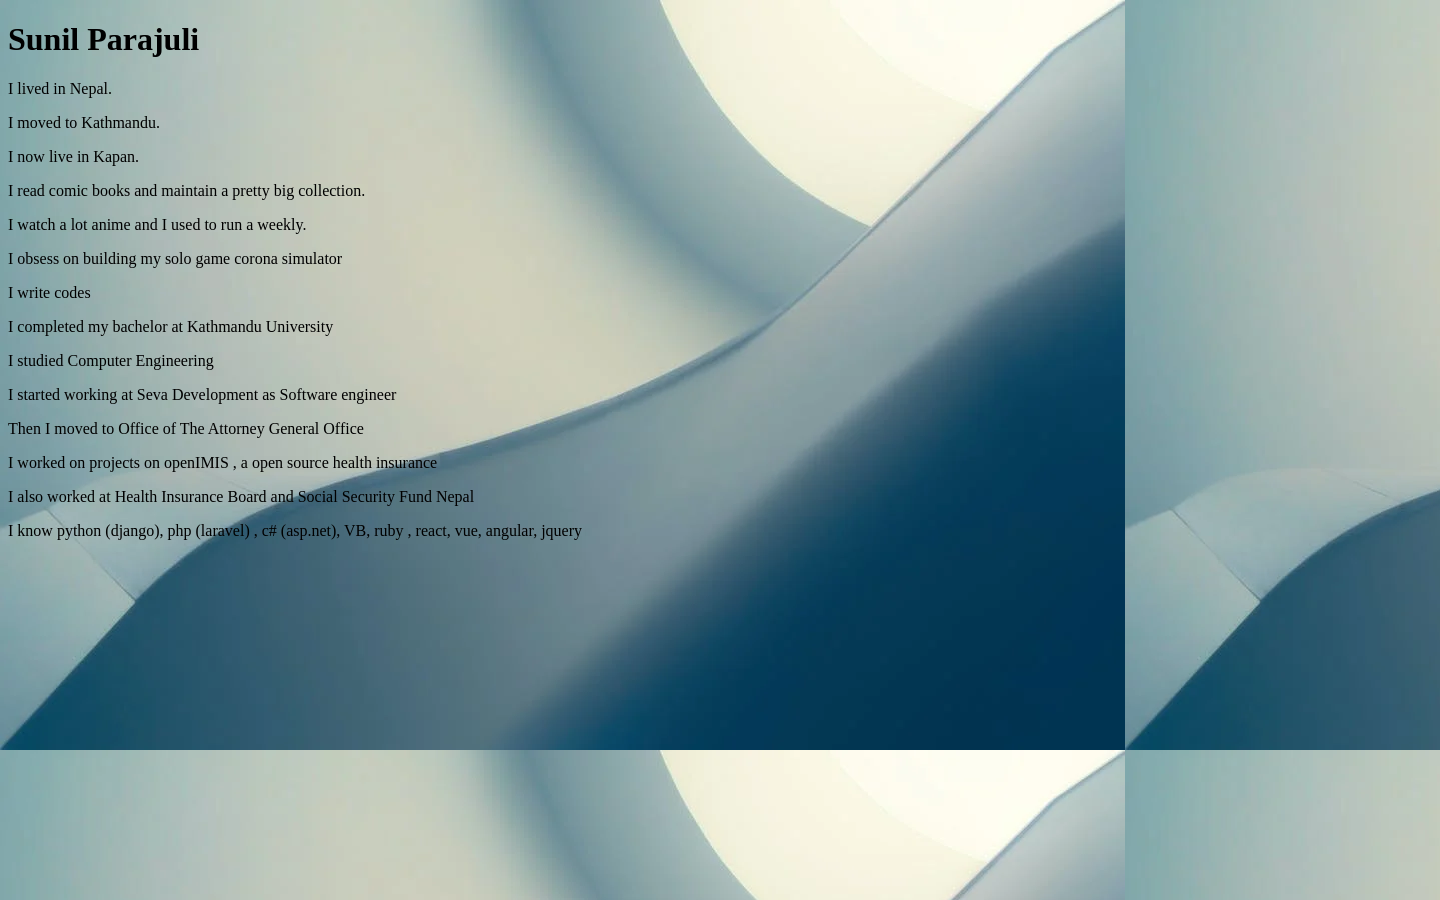 Sunil Parajuli
I lived in Nepal.
I moved to Kathmandu.
I now live in Kapan.
I read comic books and maintain a pretty big collection.
I watch a lot anime and I used to run a weekly.
I obsess on building my solo game corona simulator
I write codes
I completed my bachelor at Kathmandu University
I studied Computer Engineering
I started working at Seva Development as Software engineer
Then I moved to Office of The Attorney General Office
I worked on projects on openIMIS , a open source health insurance
I also worked at Health Insurance Board and Social Security Fund Nepal
I know python (django), php (laravel) , c# (asp.net), VB, ruby , react, vue, angular, jquery